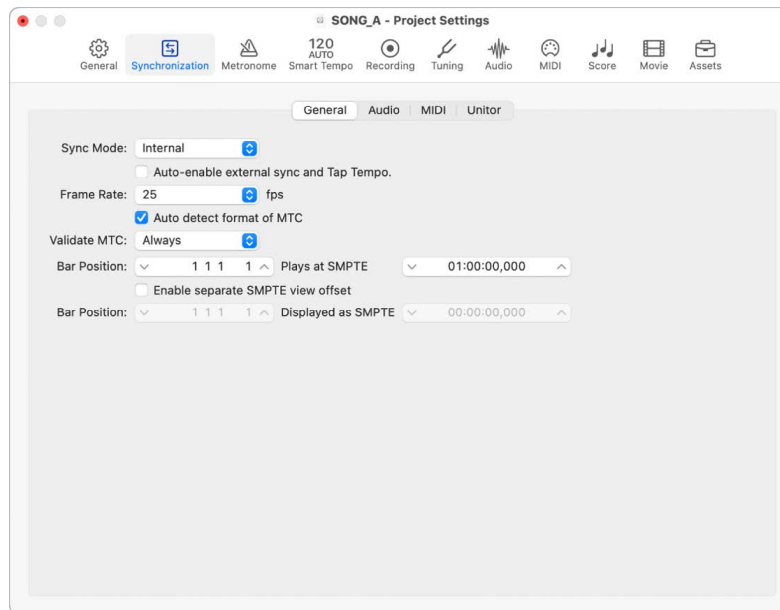 SONG_A - Project Settings
120
AUTO
General Synchronization Metronome Smart Tempo Recording Tuning Audio MIDI Score Movie Assets
General Audio MIDI Unitor
Sync Mode: Internal
Auto-enable external sync and Tap Tempo.
Frame Rate: 25 fps
Auto detect format of MTC
Validate MTC: Always
Bar Position: 1 1 1 1 Plays at SMPTE 01:00:00,000
Enable separate SMPTE view offset
Bar Position: 1 1 1 1 Displayed as SMPTE 00:00:00,000